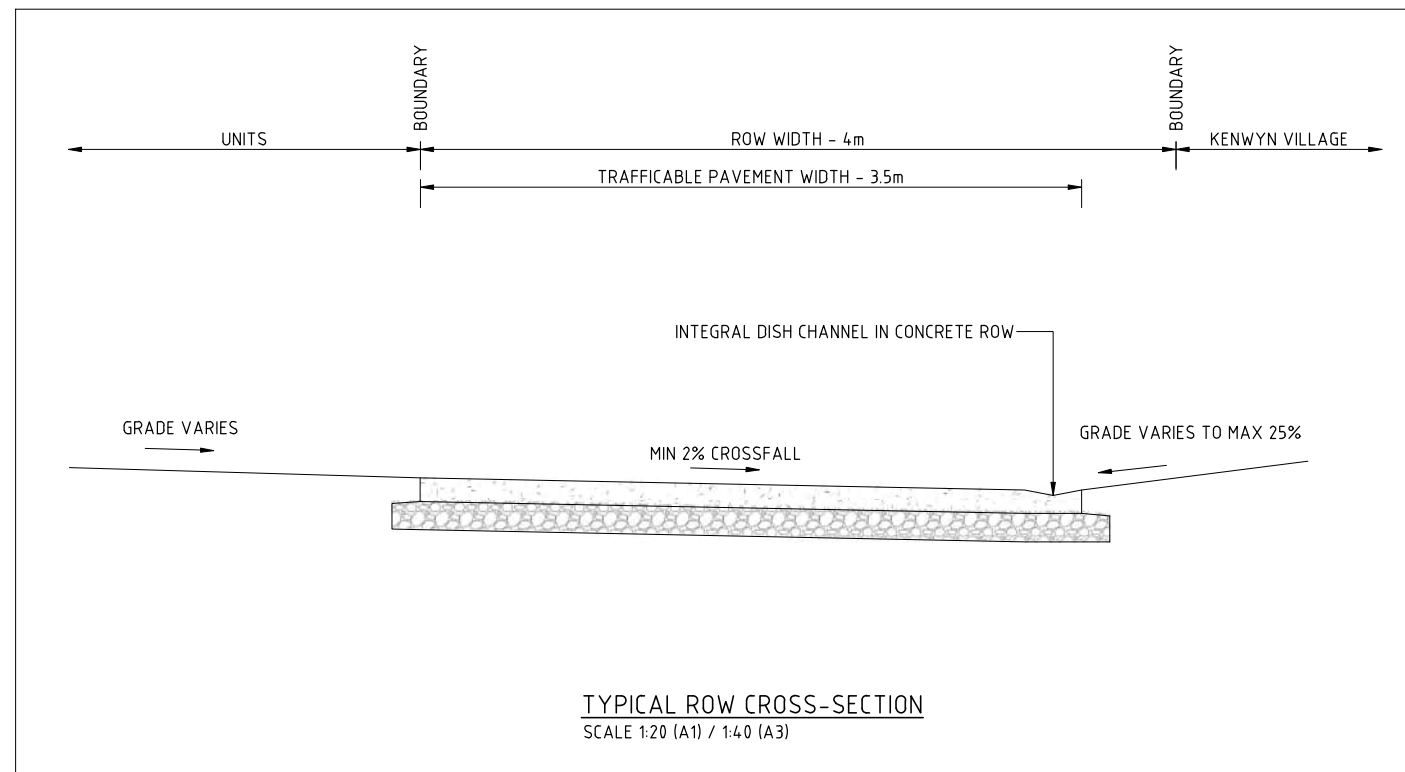 BOUNDARY
BOUNDARY
UNITS
ROW WIDTH - 4m
KENWYN VILLAGE
TRAFFICABLE PAVEMENT WIDTH - 3.5m
INTEGRAL DISH CHANNEL IN CONCRETE ROW
GRADE VARIES
MIN 2% CROSSFALL
GRADE VARIES TO MAX 25%
TYPICAL ROW CROSS-SECTION
SCALE 1:20 (A1) / 1:40 (A3)